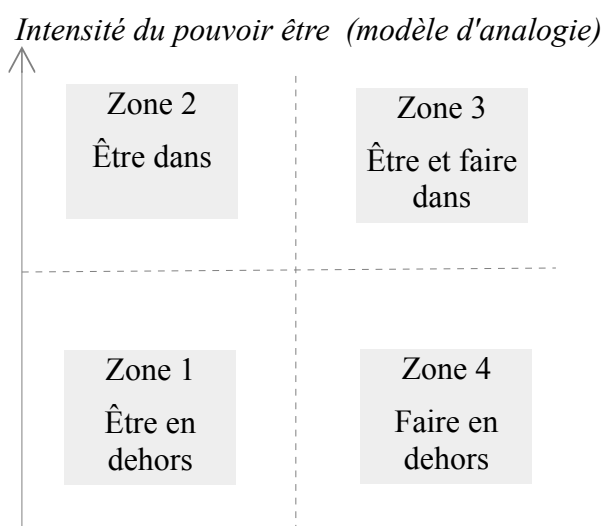 Intensité du pouvoir être (modèle d'analogie)
Zone 2
Être dans
Zone 3
Être et faire
dans
Zone 1
Être en
dehors
Zone 4
Faire en
dehors